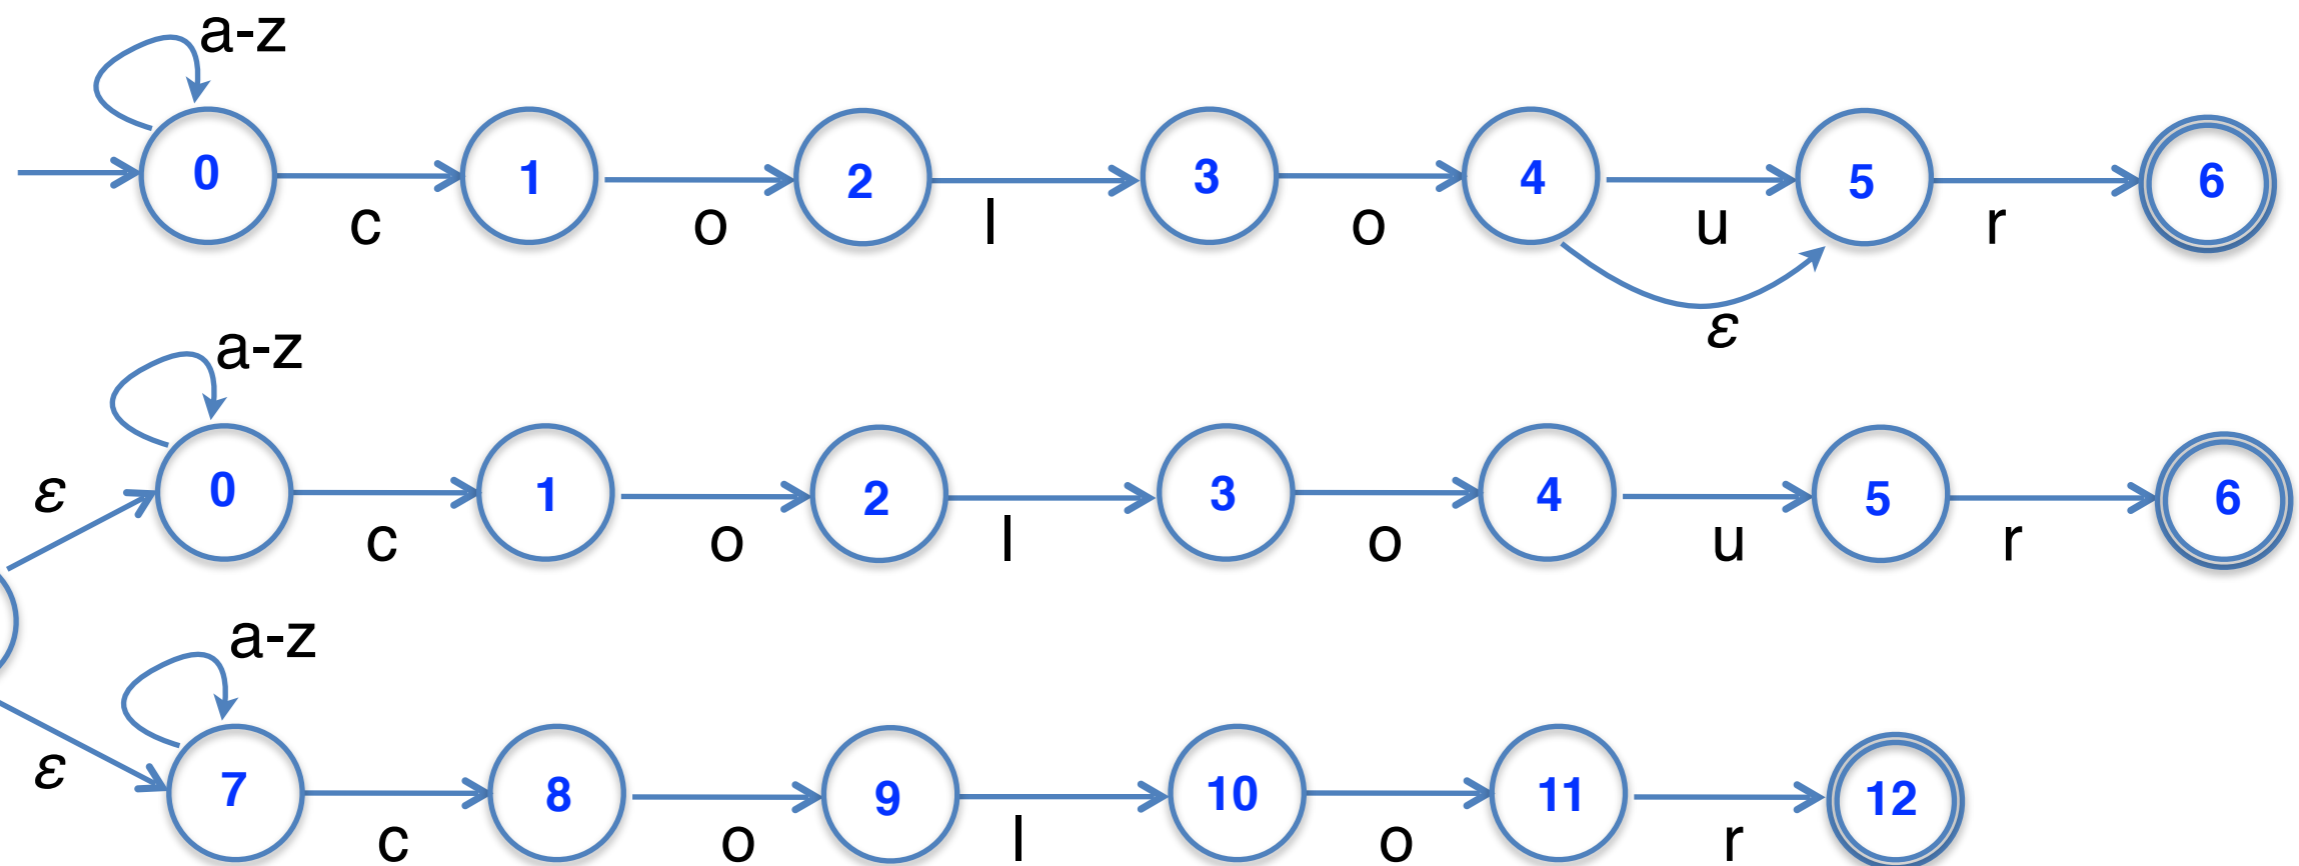 a-z
0 1 2 3 4 5 6
c o l o u r
ε
a-z
ε 0 1 2 3 4 5 6
c o l o u r
a-z
ε 7 8 9 10 11 12
c o l o r